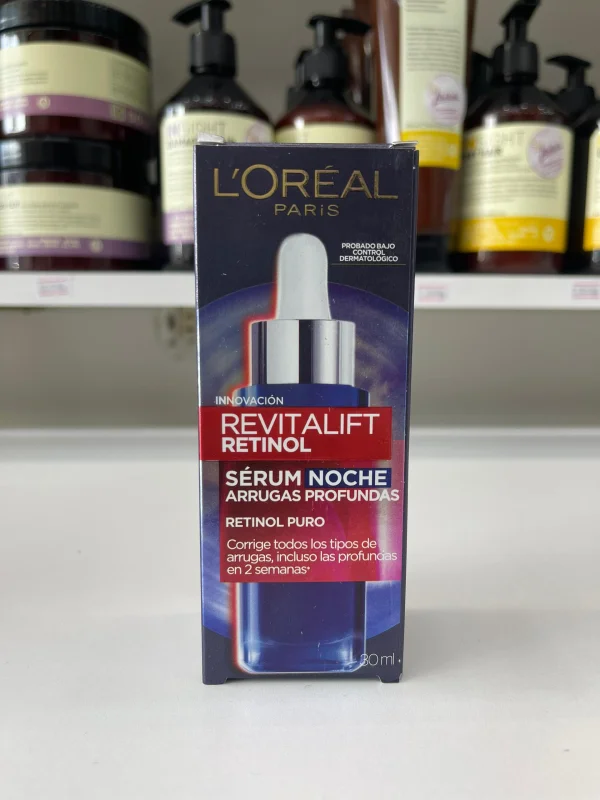 L'ORÉAL
PARiS
PROBADO BAJO
CONTROL
DERMATOLÓGICO
INNOVACIÓN
REVITALIFT
RETINOL
SÉRUM NOCHE
ARRUGAS PROFUNDAS
RETINOL PURO
Corrige todos los tipos de
arrugas, incluso las profundas
en 2 semanas*
30 ml